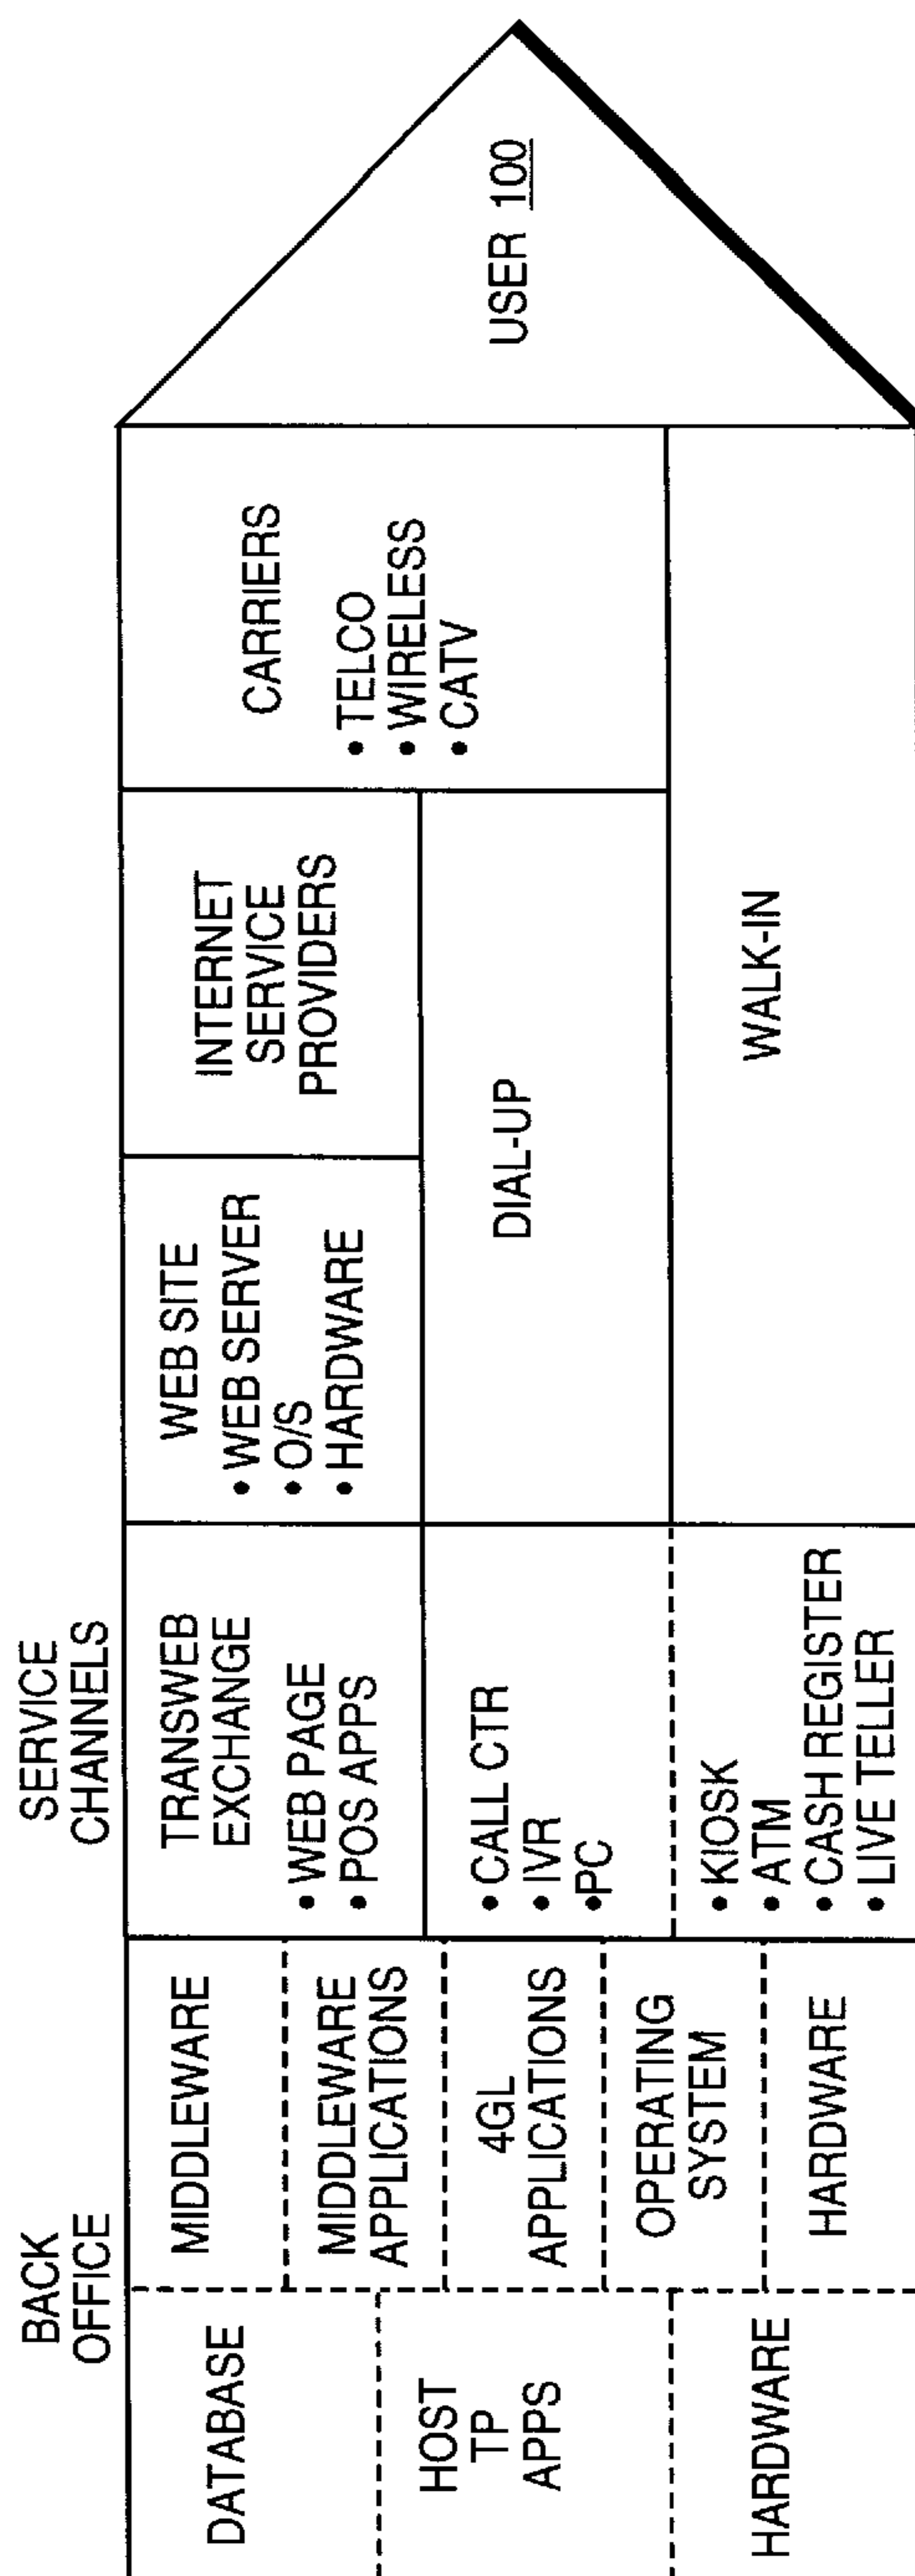 BACK
OFFICE
SERVICE
CHANNELS
DATABASE
HOST
TP
APPS
HARDWARE
MIDDLEWARE
MIDDLEWARE
APPLICATIONS
4GL
APPLICATIONS
OPERATING
SYSTEM
HARDWARE
TRANSWEB
EXCHANGE
• WEB PAGE
• POS APPS
• CALL CTR
• IVR
•PC
• KIOSK
• ATM
• CASH REGISTER
• LIVE TELLER
WEB SITE
• WEB SERVER
• O/S
• HARDWARE
INTERNET
SERVICE
PROVIDERS
DIAL-UP
WALK-IN
CARRIERS
• TELCO
• WIRELESS
• CATV
USER 100